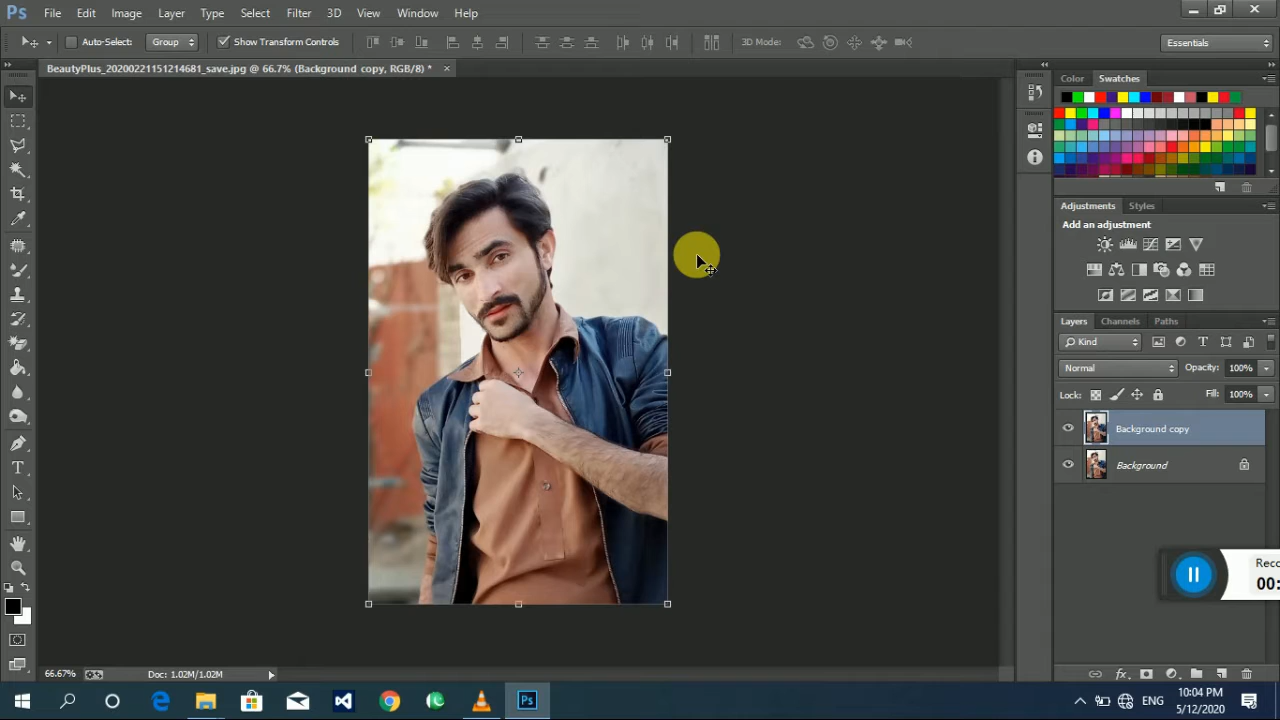 Ps File Edit Image Layer Type Select Filter 3D View Window Help
Auto-Select: Group Show Transform Controls 3D Mode: Essentials
BeautyPlus_20200221151214681_save.jpg @ 66.7% (Background copy, RGB/8) * ×
Color Swatches
Adjustments Styles
Add an adjustment
Layers Channels Paths
Kind
Normal Opacity: 100%
Lock: Fill: 100%
Background copy
Background
Reco
00:
66.67% Doc: 1.02M/1.02M
Ps ENG 10:04 PM
5/12/2020